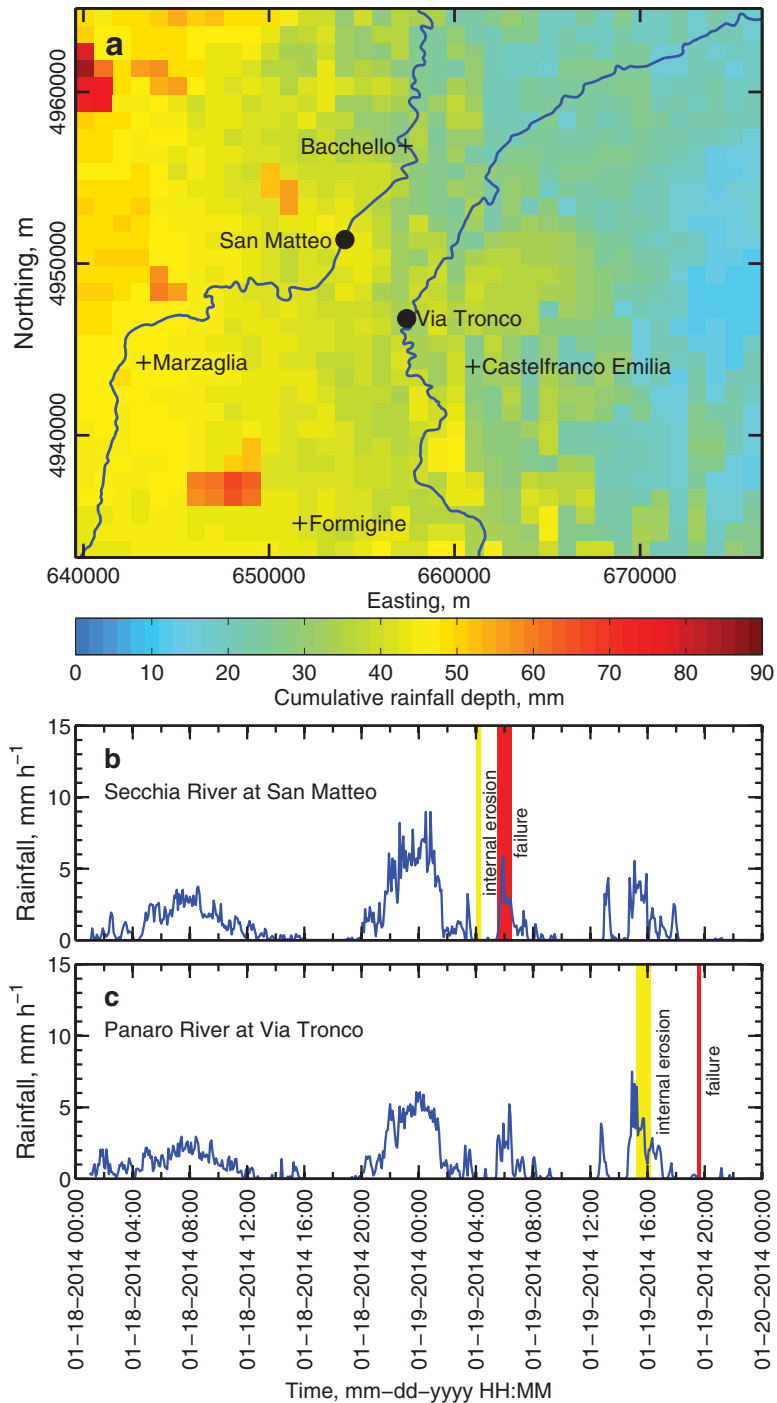 a
4960000
4950000
4940000
Northing, m
Bacchello
San Matteo
Via Tronco
Marzaglia
Castelfranco Emilia
Formigine
640000 650000 660000 670000
Easting, m
0 10 20 30 40 50 60 70 80 90
Cumulative rainfall depth, mm
15
10
5
0
Rainfall, mm h−1
b
Secchia River at San Matteo
internal erosion
failure
15
10
5
0
Rainfall, mm h−1
c
Panaro River at Via Tronco
internal erosion
failure
01−18−2014 00:00
01−18−2014 04:00
01−18−2014 08:00
01−18−2014 12:00
01−18−2014 16:00
01−18−2014 20:00
01−19−2014 00:00
01−19−2014 04:00
01−19−2014 08:00
01−19−2014 12:00
01−19−2014 16:00
01−19−2014 20:00
01−20−2014 00:00
Time, mm−dd−yyyy HH:MM